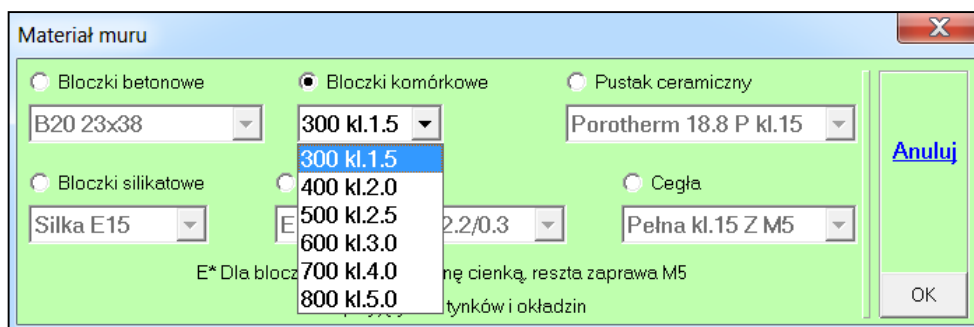 Materiał muru
Bloczki betonowe
Bloczki komórkowe
Pustak ceramiczny
B20 23x38
300 kl.1.5
Porotherm 18.8 P kl.15
300 kl.1.5
400 kl.2.0
500 kl.2.5
600 kl.3.0
700 kl.4.0
800 kl.5.0
Bloczki silikatowe
Cegła
Silka E15
E
2.2/0.3
Pełna kl.15 Z M5
E* Dla blocz
nę cienką, reszta zaprawa M5
tynków i okładzin
Anuluj
OK